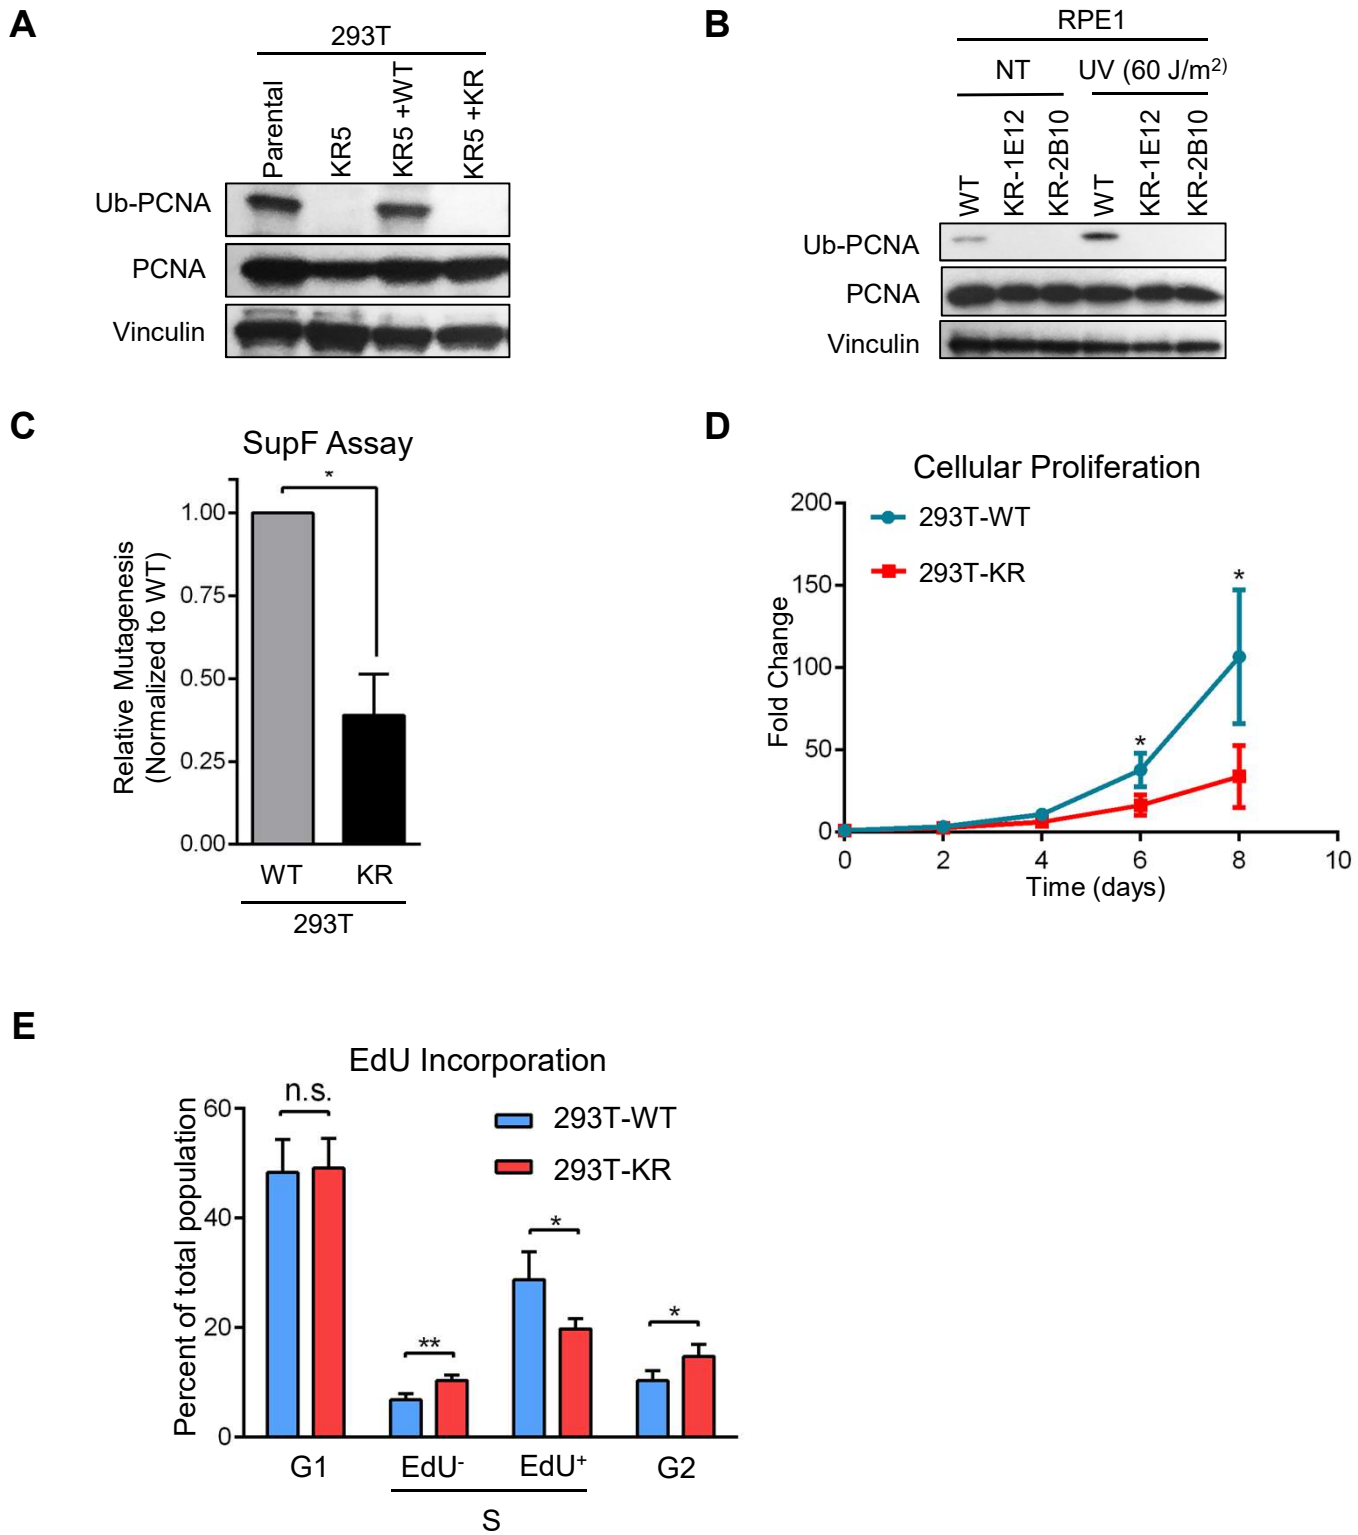 A
293T
Parental
KR5
KR5 +WT
KR5 +KR
Ub-PCNA
PCNA
Vinculin
B
RPE1
NT
UV (60 J/m²⁾
WT
KR-1E12
KR-2B10
WT
KR-1E12
KR-2B10
Ub-PCNA
PCNA
Vinculin
C
SupF Assay
*
Relative Mutagenesis
(Normalized to WT)
1.00
0.75
0.50
0.25
0.00
WT
KR
293T
D
Cellular Proliferation
293T-WT
293T-KR
Fold Change
200
150
100
50
0
*
*
0
2
4
6
8
10
Time (days)
E
EdU Incorporation
293T-WT
293T-KR
Percent of total population
60
40
20
0
n.s.
**
*
*
G1
EdU⁻
EdU⁺
G2
S